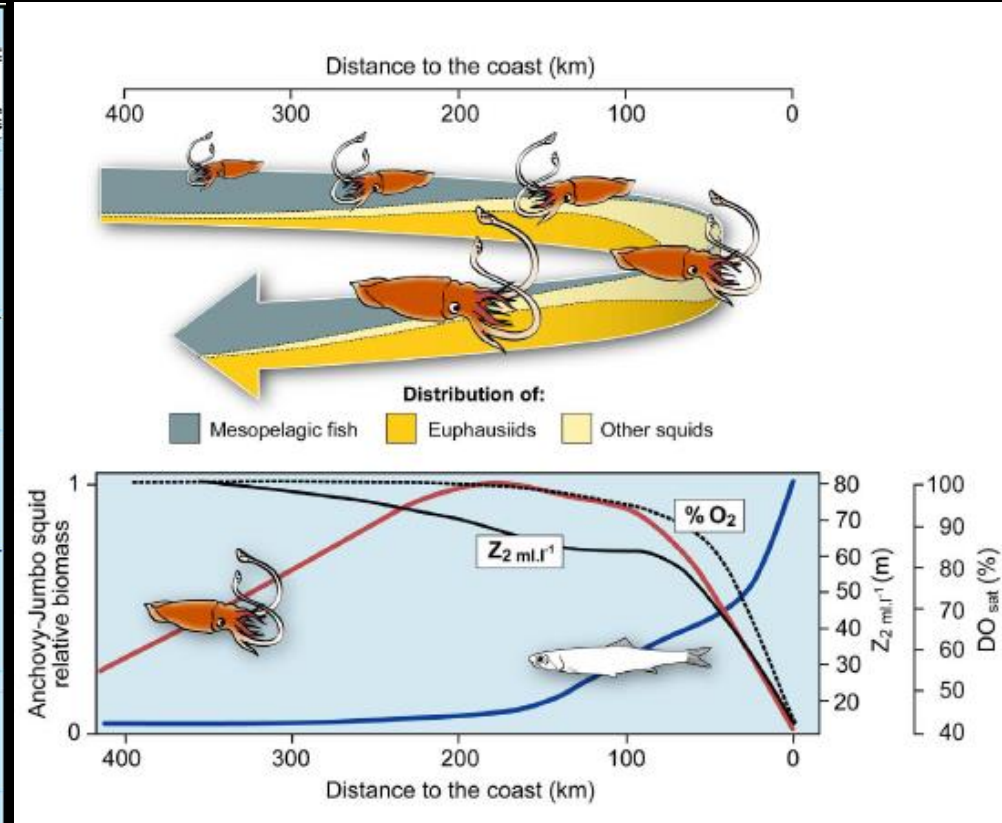 Distance to the coast (km)
400 300 200 100 0
Distribution of:
Mesopelagic fish Euphausiids Other squids
Anchovy-Jumbo squid
relative biomass
1
0
% O2
Z2 ml.l-1
80
70
60
50
40
30
20
Z2 ml.l-1 (m)
100
90
80
70
60
50
40
DO sat (%)
400 300 200 100 0
Distance to the coast (km)